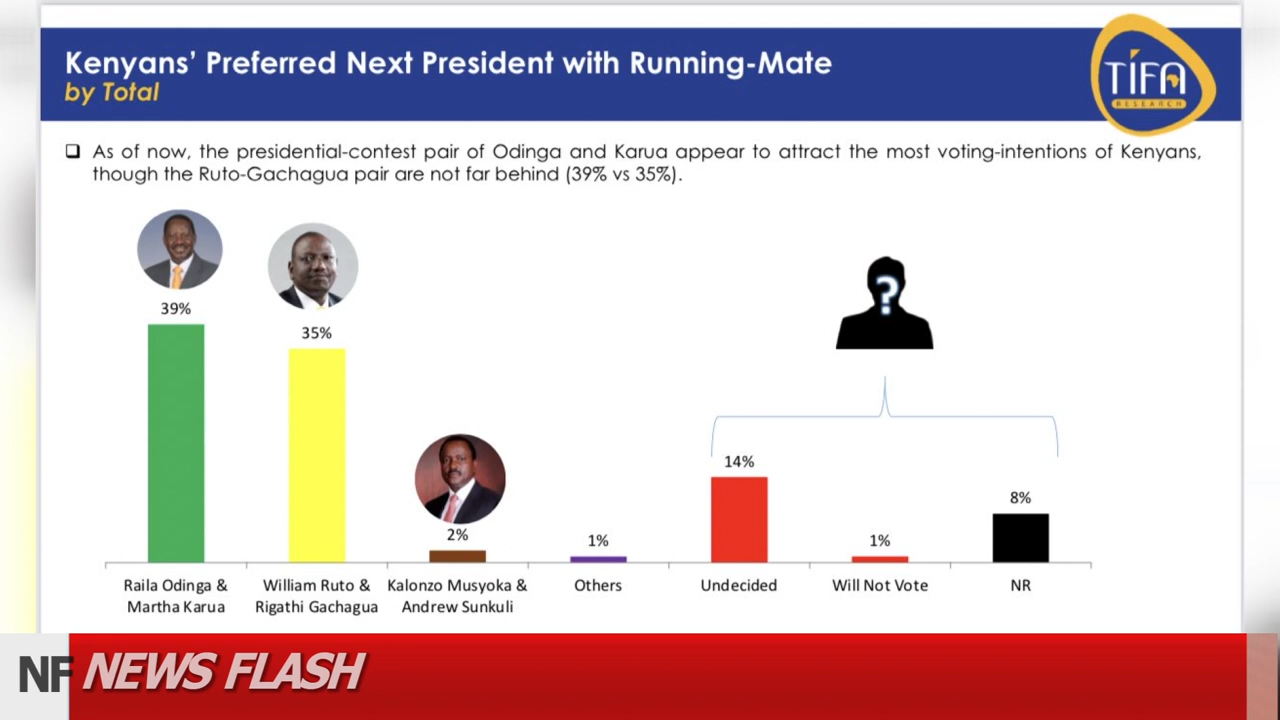 Kenyans' Preferred Next President with Running-Mate
by Total
TIFA
RESEARCH
❑ As of now, the presidential-contest pair of Odinga and Karua appear to attract the most voting-intentions of Kenyans,
though the Ruto-Gachagua pair are not far behind (39% vs 35%).
39%
35%
2%
1%
?
14%
1%
8%
Raila Odinga &
Martha Karua
William Ruto &
Rigathi Gachagua
Kalonzo Musyoka &
Andrew Sunkuli
Others
Undecided
Will Not Vote
NR
NF NEWS FLASH